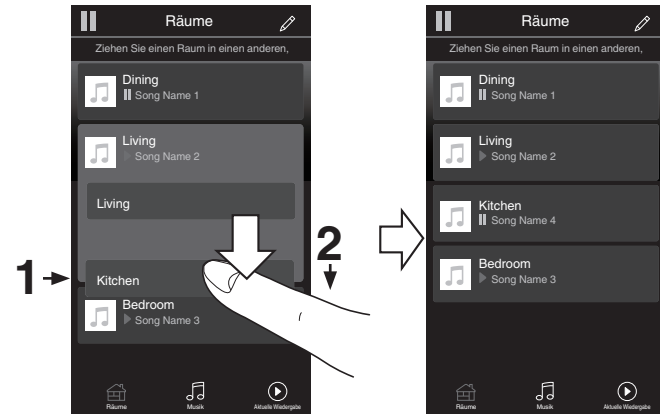 Räume
Ziehen Sie einen Raum in einen anderen,
Dining
Song Name 1
Living
Song Name 2
Living
1
2
Kitchen
Bedroom
Song Name 3
Räume
Musik
Aktuelle Wiedergabe
Räume
Ziehen Sie einen Raum in einen anderen,
Dining
Song Name 1
Living
Song Name 2
Kitchen
Song Name 4
Bedroom
Song Name 3
Räume
Musik
Aktuelle Wiedergabe